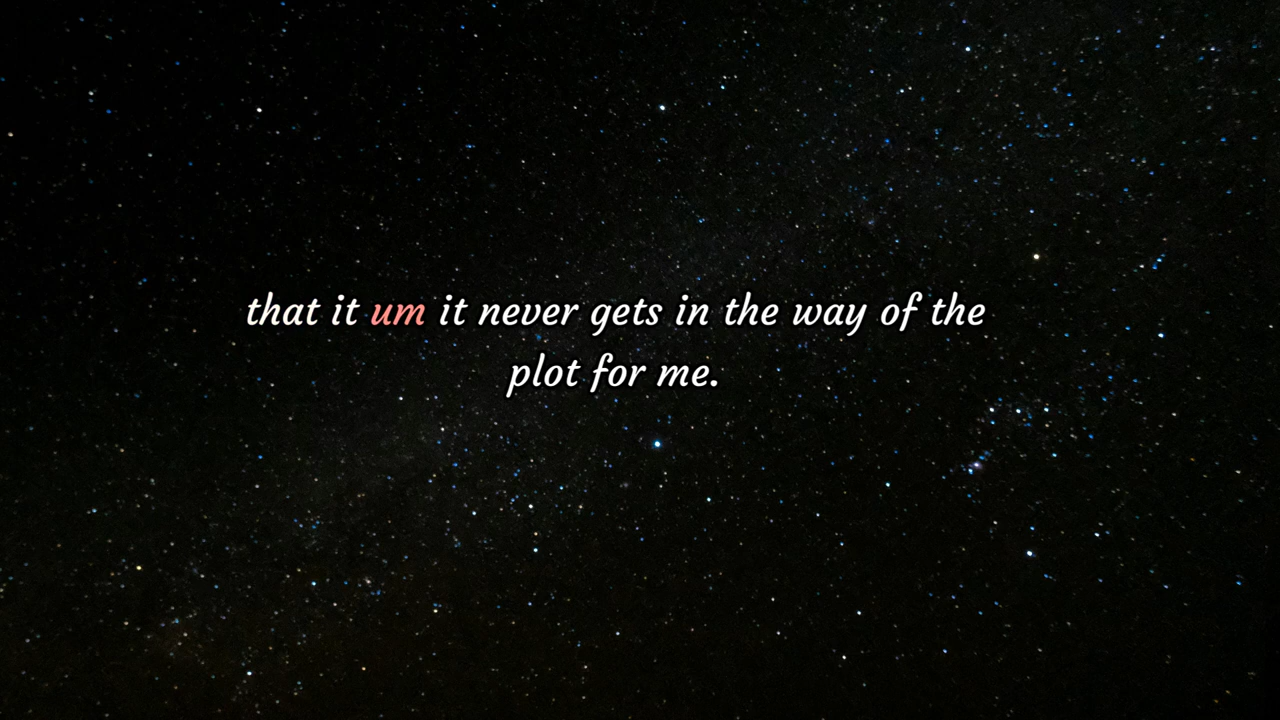 that it um it never gets in the way of the
plot for me.